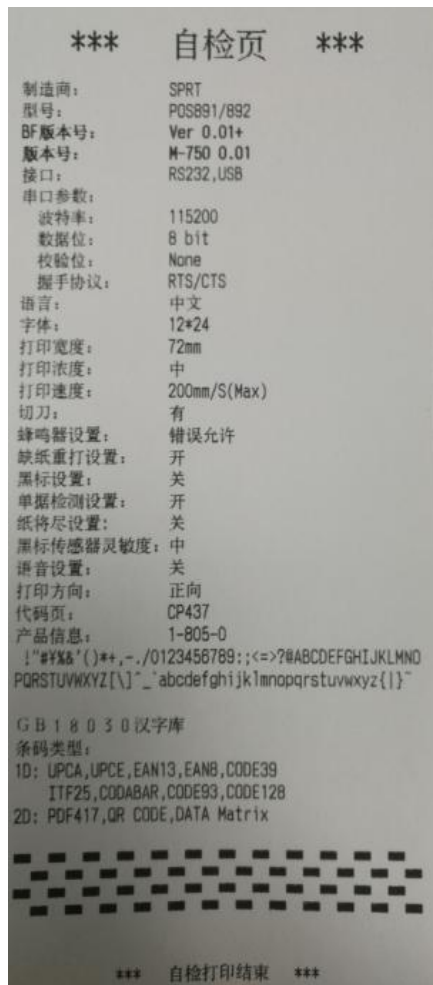 *** 自检页 ***
制造商： SPRT
型号： POS891/892
BF版本号： Ver 0.01+
版本号： M-750 0.01
接口： RS232,USB
串口参数：
波特率： 115200
数据位： 8 bit
校验位： None
握手协议： RTS/CTS
语言： 中文
字体： 12*24
打印宽度： 72mm
打印浓度： 中
打印速度： 200mm/S(Max)
切刀： 有
蜂鸣器设置： 错误允许
缺纸重打设置： 开
黑标设置： 关
单据检测设置： 开
纸将尽设置： 关
黑标传感器灵敏度： 中
语音设置： 关
打印方向： 正向
代码页： CP437
产品信息： 1-805-0
!"#¥%&'()*+,-./0123456789:;<=>?@ABCDEFGHIJKLMNO
PQRSTUVWXYZ[\]^_`abcdefghijklmnopqrstuvwxyz{|}~
GB18030汉字库
条码类型：
1D: UPCA,UPCE,EAN13,EAN8,CODE39
ITF25,CODABAR,CODE93,CODE128
2D: PDF417,QR CODE,DATA Matrix
*** 自检打印结束 ***